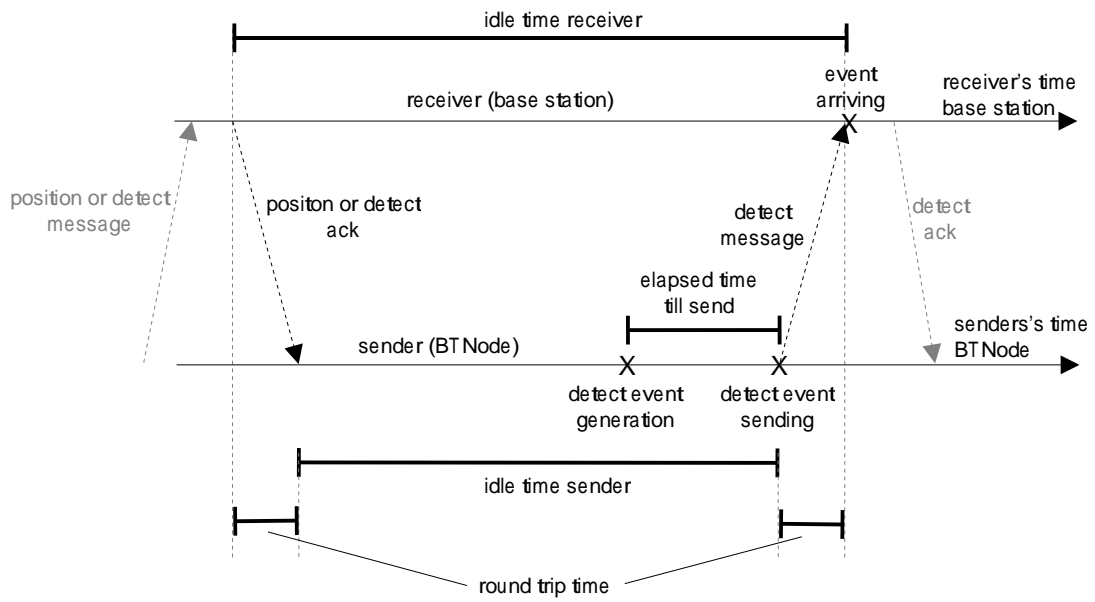 idle time receiver
event
arriving
receiver's time
base station
receiver (base station)
position or detect
message
positon or detect
ack
detect
message
detect
ack
elapsed time
till send
senders's time
BTNode
sender (BTNode)
X
X
X
detect event
generation
detect event
sending
idle time sender
round trip time